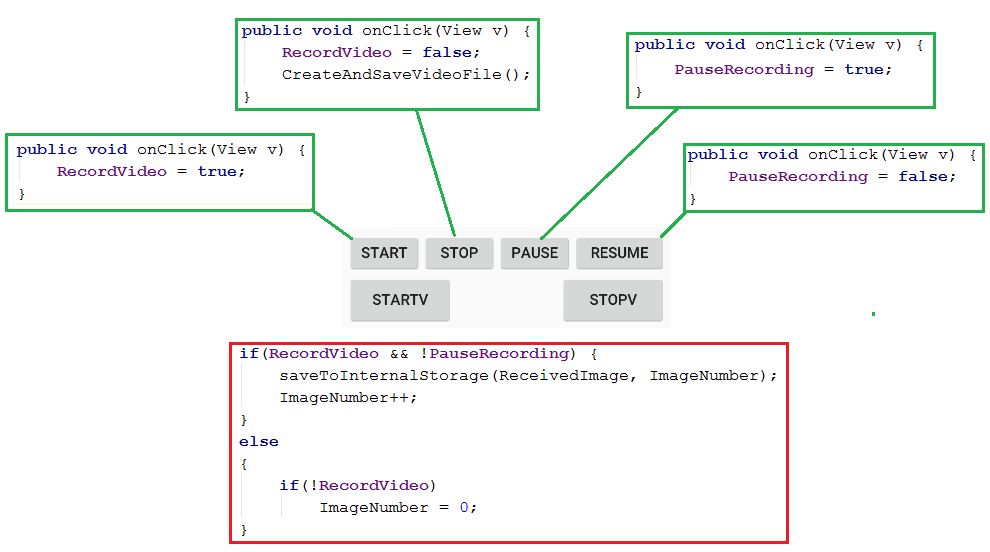 public void onClick(View v) {
RecordVideo = false;
CreateAndSaveVideoFile();
}
public void onClick(View v) {
PauseRecording = true;
}
public void onClick(View v) {
RecordVideo = true;
}
public void onClick(View v) {
PauseRecording = false;
}
START STOP PAUSE RESUME
STARTV STOPV
if(RecordVideo && !PauseRecording) {
saveToInternalStorage(ReceivedImage, ImageNumber);
ImageNumber++;
}
else
{
if(!RecordVideo)
ImageNumber = 0;
}